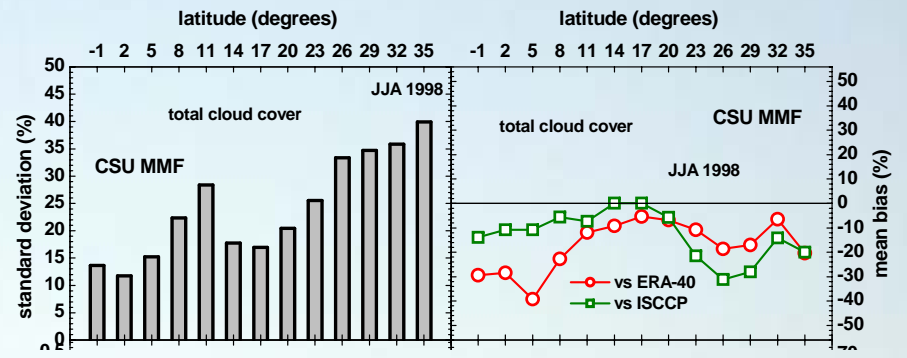 latitude (degrees)
-1 2 5 8 11 14 17 20 23 26 29 32 35
50
45
40
35
30
25
20
15
10
5
0
standard deviation (%)
JJA 1998
total cloud cover
CSU MMF
latitude (degrees)
-1 2 5 8 11 14 17 20 23 26 29 32 35
CSU MMF
total cloud cover
JJA 1998
vs ERA-40
vs ISCCP
50
40
30
20
10
0
-10
-20
-30
-40
-50
mean bias (%)